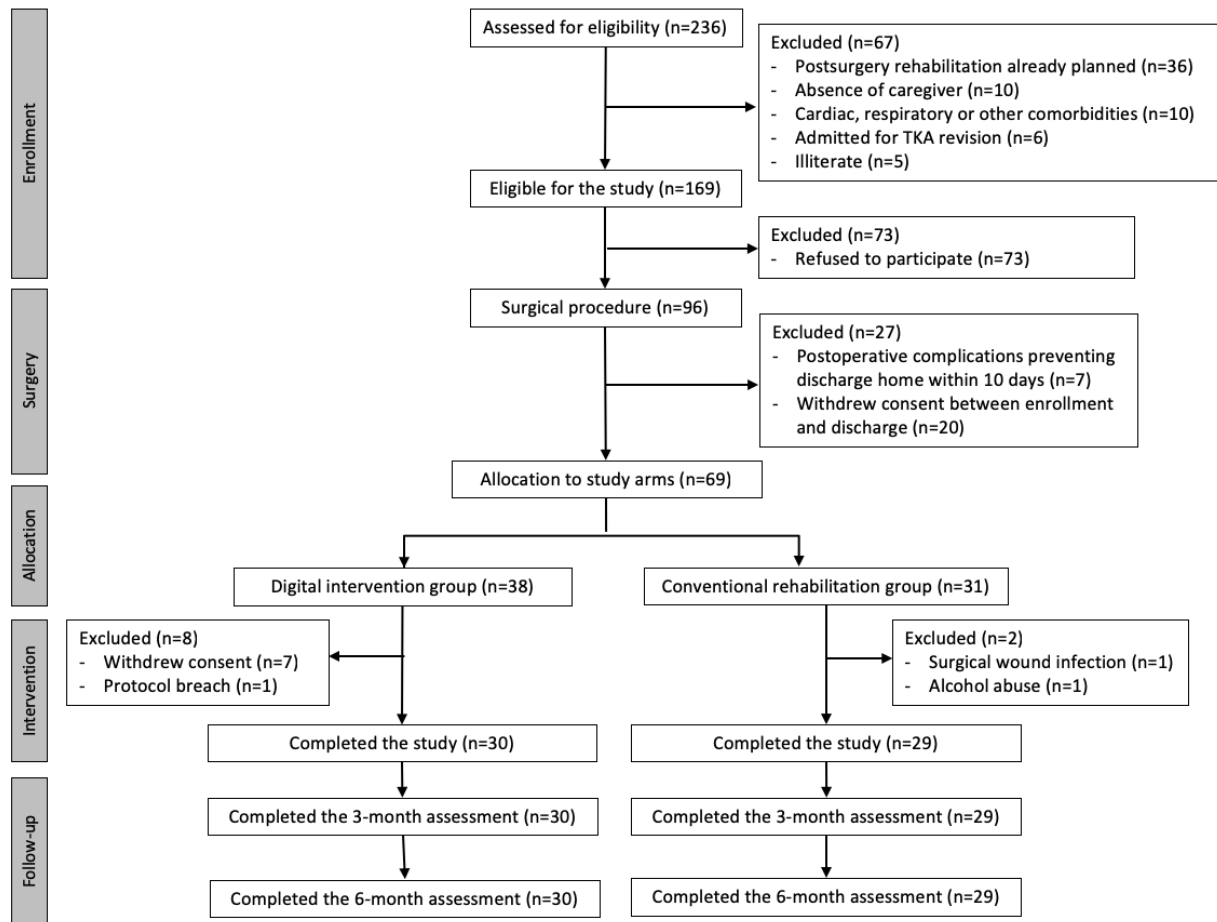 Enrollment
Assessed for eligibility (n=236)
Excluded (n=67)
- Postsurgery rehabilitation already planned (n=36)
- Absence of caregiver (n=10)
- Cardiac, respiratory or other comorbidities (n=10)
- Admitted for TKA revision (n=6)
- Illiterate (n=5)
Eligible for the study (n=169)
Excluded (n=73)
- Refused to participate (n=73)
Surgery
Surgical procedure (n=96)
Excluded (n=27)
- Postoperative complications preventing
discharge home within 10 days (n=7)
- Withdrew consent between enrollment
and discharge (n=20)
Allocation to study arms (n=69)
Allocation
Digital intervention group (n=38)
Conventional rehabilitation group (n=31)
Intervention
Excluded (n=8)
- Withdrew consent (n=7)
- Protocol breach (n=1)
Excluded (n=2)
- Surgical wound infection (n=1)
- Alcohol abuse (n=1)
Completed the study (n=30)
Completed the study (n=29)
Follow-up
Completed the 3-month assessment (n=30)
Completed the 3-month assessment (n=29)
Completed the 6-month assessment (n=30)
Completed the 6-month assessment (n=29)